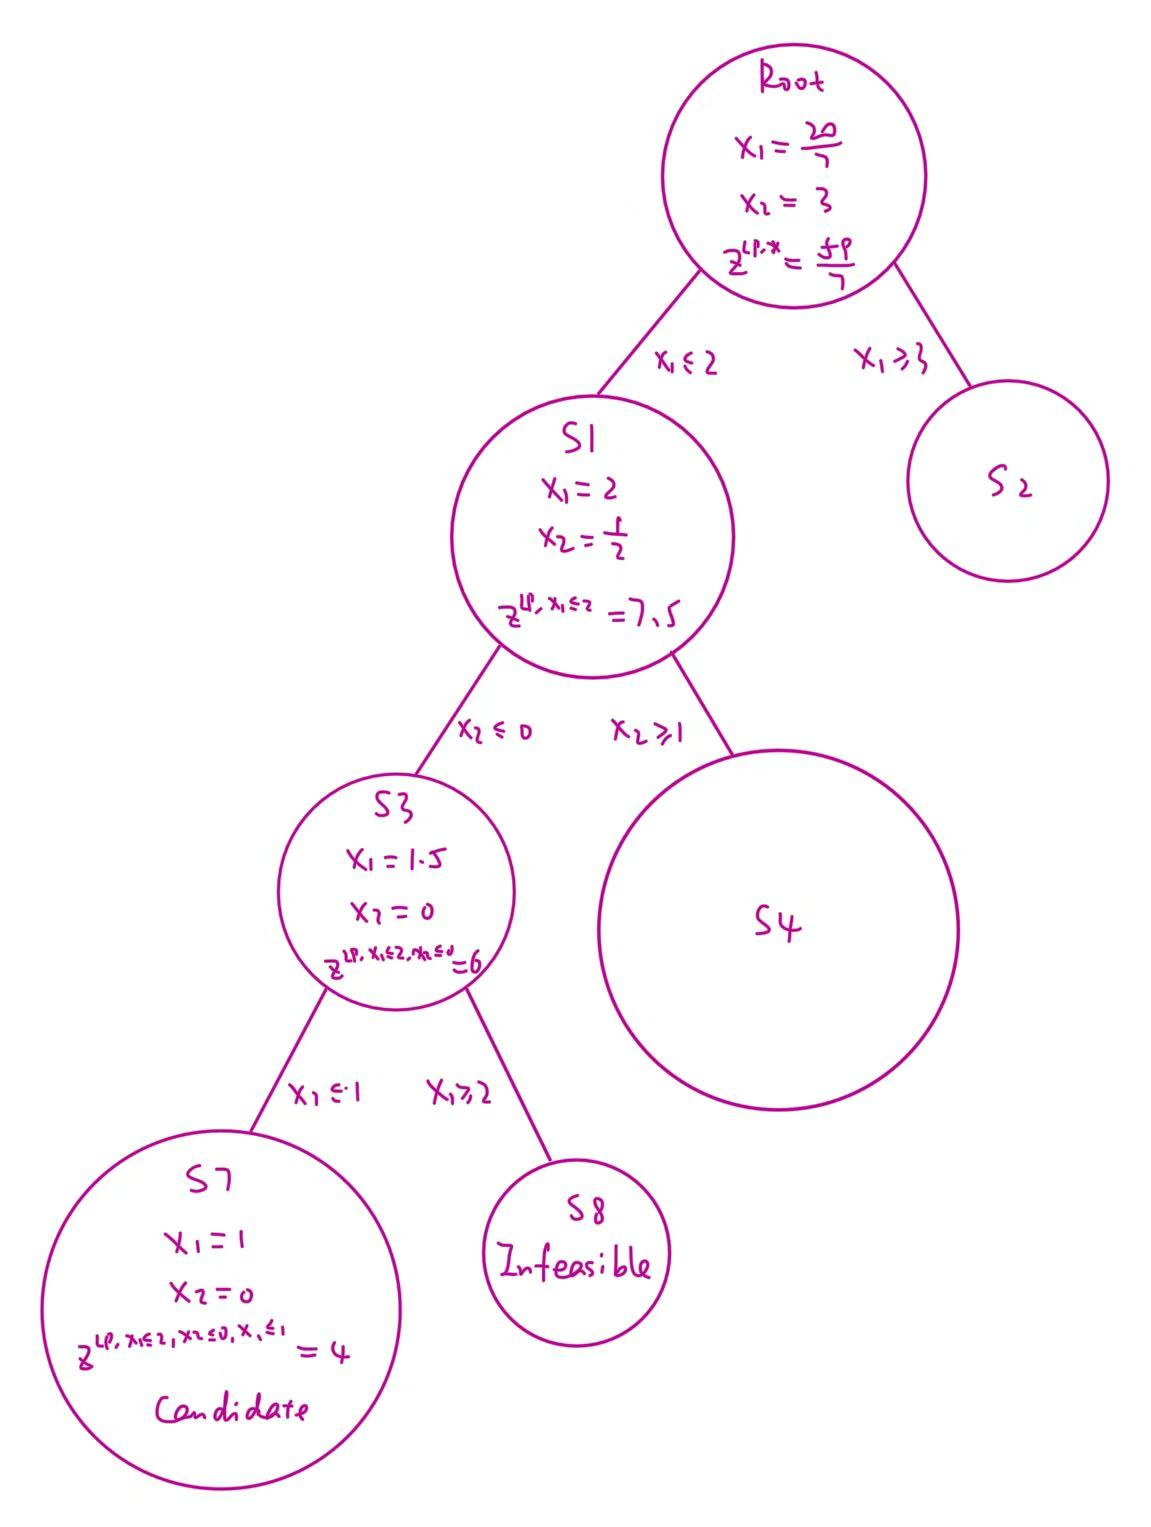 Root
x₁ = 20/7
x₂ = 3
z^{LP,*} = 59/7
x₁ ≤ 2
x₁ ≥ 3
S1
x₁ = 2
x₂ = 1/2
z^{LP, x₁≤2} = 7.5
S2
x₂ ≤ 0
x₂ ≥ 1
S3
x₁ = 1.5
x₂ = 0
z^{LP, x₁≤2, x₂≤0} = 6
S4
x₁ ≤ 1
x₁ ≥ 2
S7
x₁ = 1
x₂ = 0
z^{LP, x₁≤2, x₂≤0, x₁≤1} = 4
Candidate
S8
Infeasible